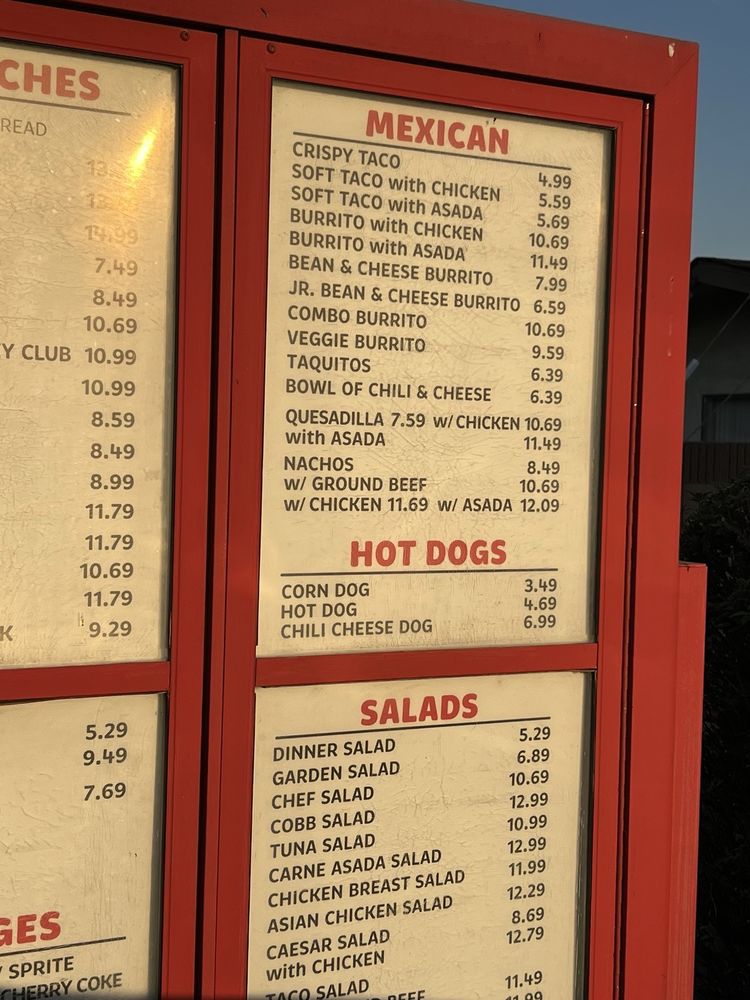 CHES
READ
14.99
7.49
8.49
10.69
Y CLUB 10.99
10.99
8.59
8.49
8.99
11.79
11.79
10.69
11.79
K 9.29
5.29
9.49
7.69
GES
SPRITE
CHERRY COKE
MEXICAN
CRISPY TACO 4.99
SOFT TACO with CHICKEN 5.59
SOFT TACO with ASADA 5.69
BURRITO with CHICKEN 10.69
BURRITO with ASADA 11.49
BEAN & CHEESE BURRITO 7.99
JR. BEAN & CHEESE BURRITO 6.59
COMBO BURRITO 10.69
VEGGIE BURRITO 9.59
TAQUITOS 6.39
BOWL OF CHILI & CHEESE 6.39
QUESADILLA 7.59 w/ CHICKEN 10.69
with ASADA 11.49
NACHOS 8.49
w/ GROUND BEEF 10.69
w/ CHICKEN 11.69 w/ ASADA 12.09
HOT DOGS
CORN DOG 3.49
HOT DOG 4.69
CHILI CHEESE DOG 6.99
SALADS
DINNER SALAD 5.29
GARDEN SALAD 6.89
CHEF SALAD 10.69
COBB SALAD 12.99
TUNA SALAD 10.99
CARNE ASADA SALAD 12.99
CHICKEN BREAST SALAD 11.99
ASIAN CHICKEN SALAD 12.29
CAESAR SALAD 8.69
with CHICKEN 12.79
TACO SALAD 11.49
BEEF 11.99